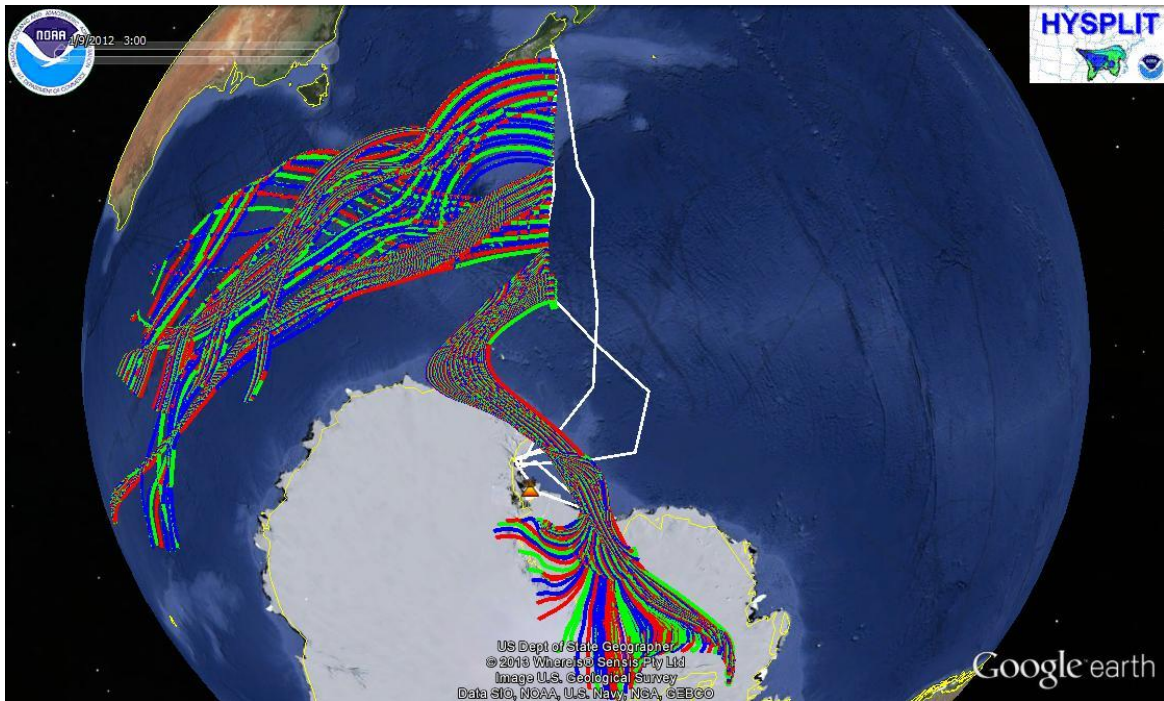 NOAA
1/9/2012 3:00
HYSPLIT
US Dept of State Geographer
© 2013 Whereis® Sensis Pty Ltd
Image U.S. Geological Survey
Data SIO, NOAA, U.S. Navy, NGA, GEBCO
Google earth